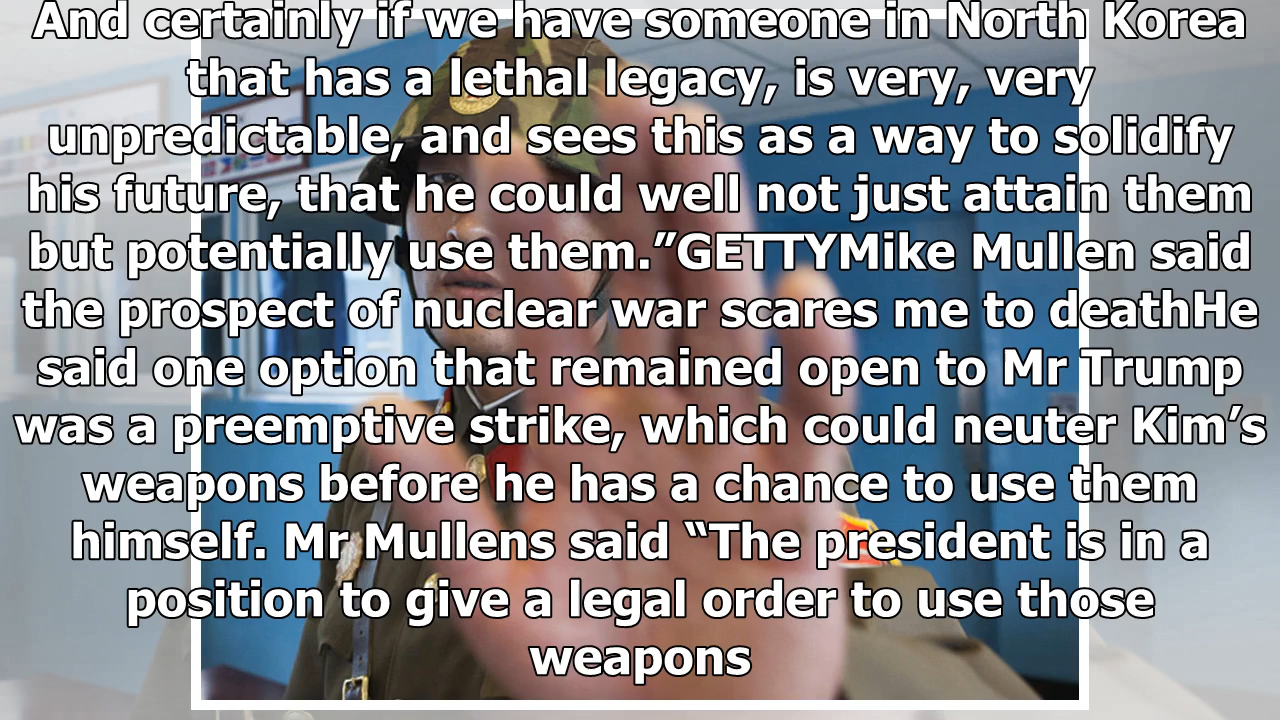 And certainly if we have someone in North Korea
that has a lethal legacy, is very, very
unpredictable, and sees this as a way to solidify
his future, that he could well not just attain them
but potentially use them.”GETTYMike Mullen said
the prospect of nuclear war scares me to deathHe
said one option that remained open to Mr Trump
was a preemptive strike, which could neuter Kim’s
weapons before he has a chance to use them
himself. Mr Mullens said “The president is in a
position to give a legal order to use those
weapons